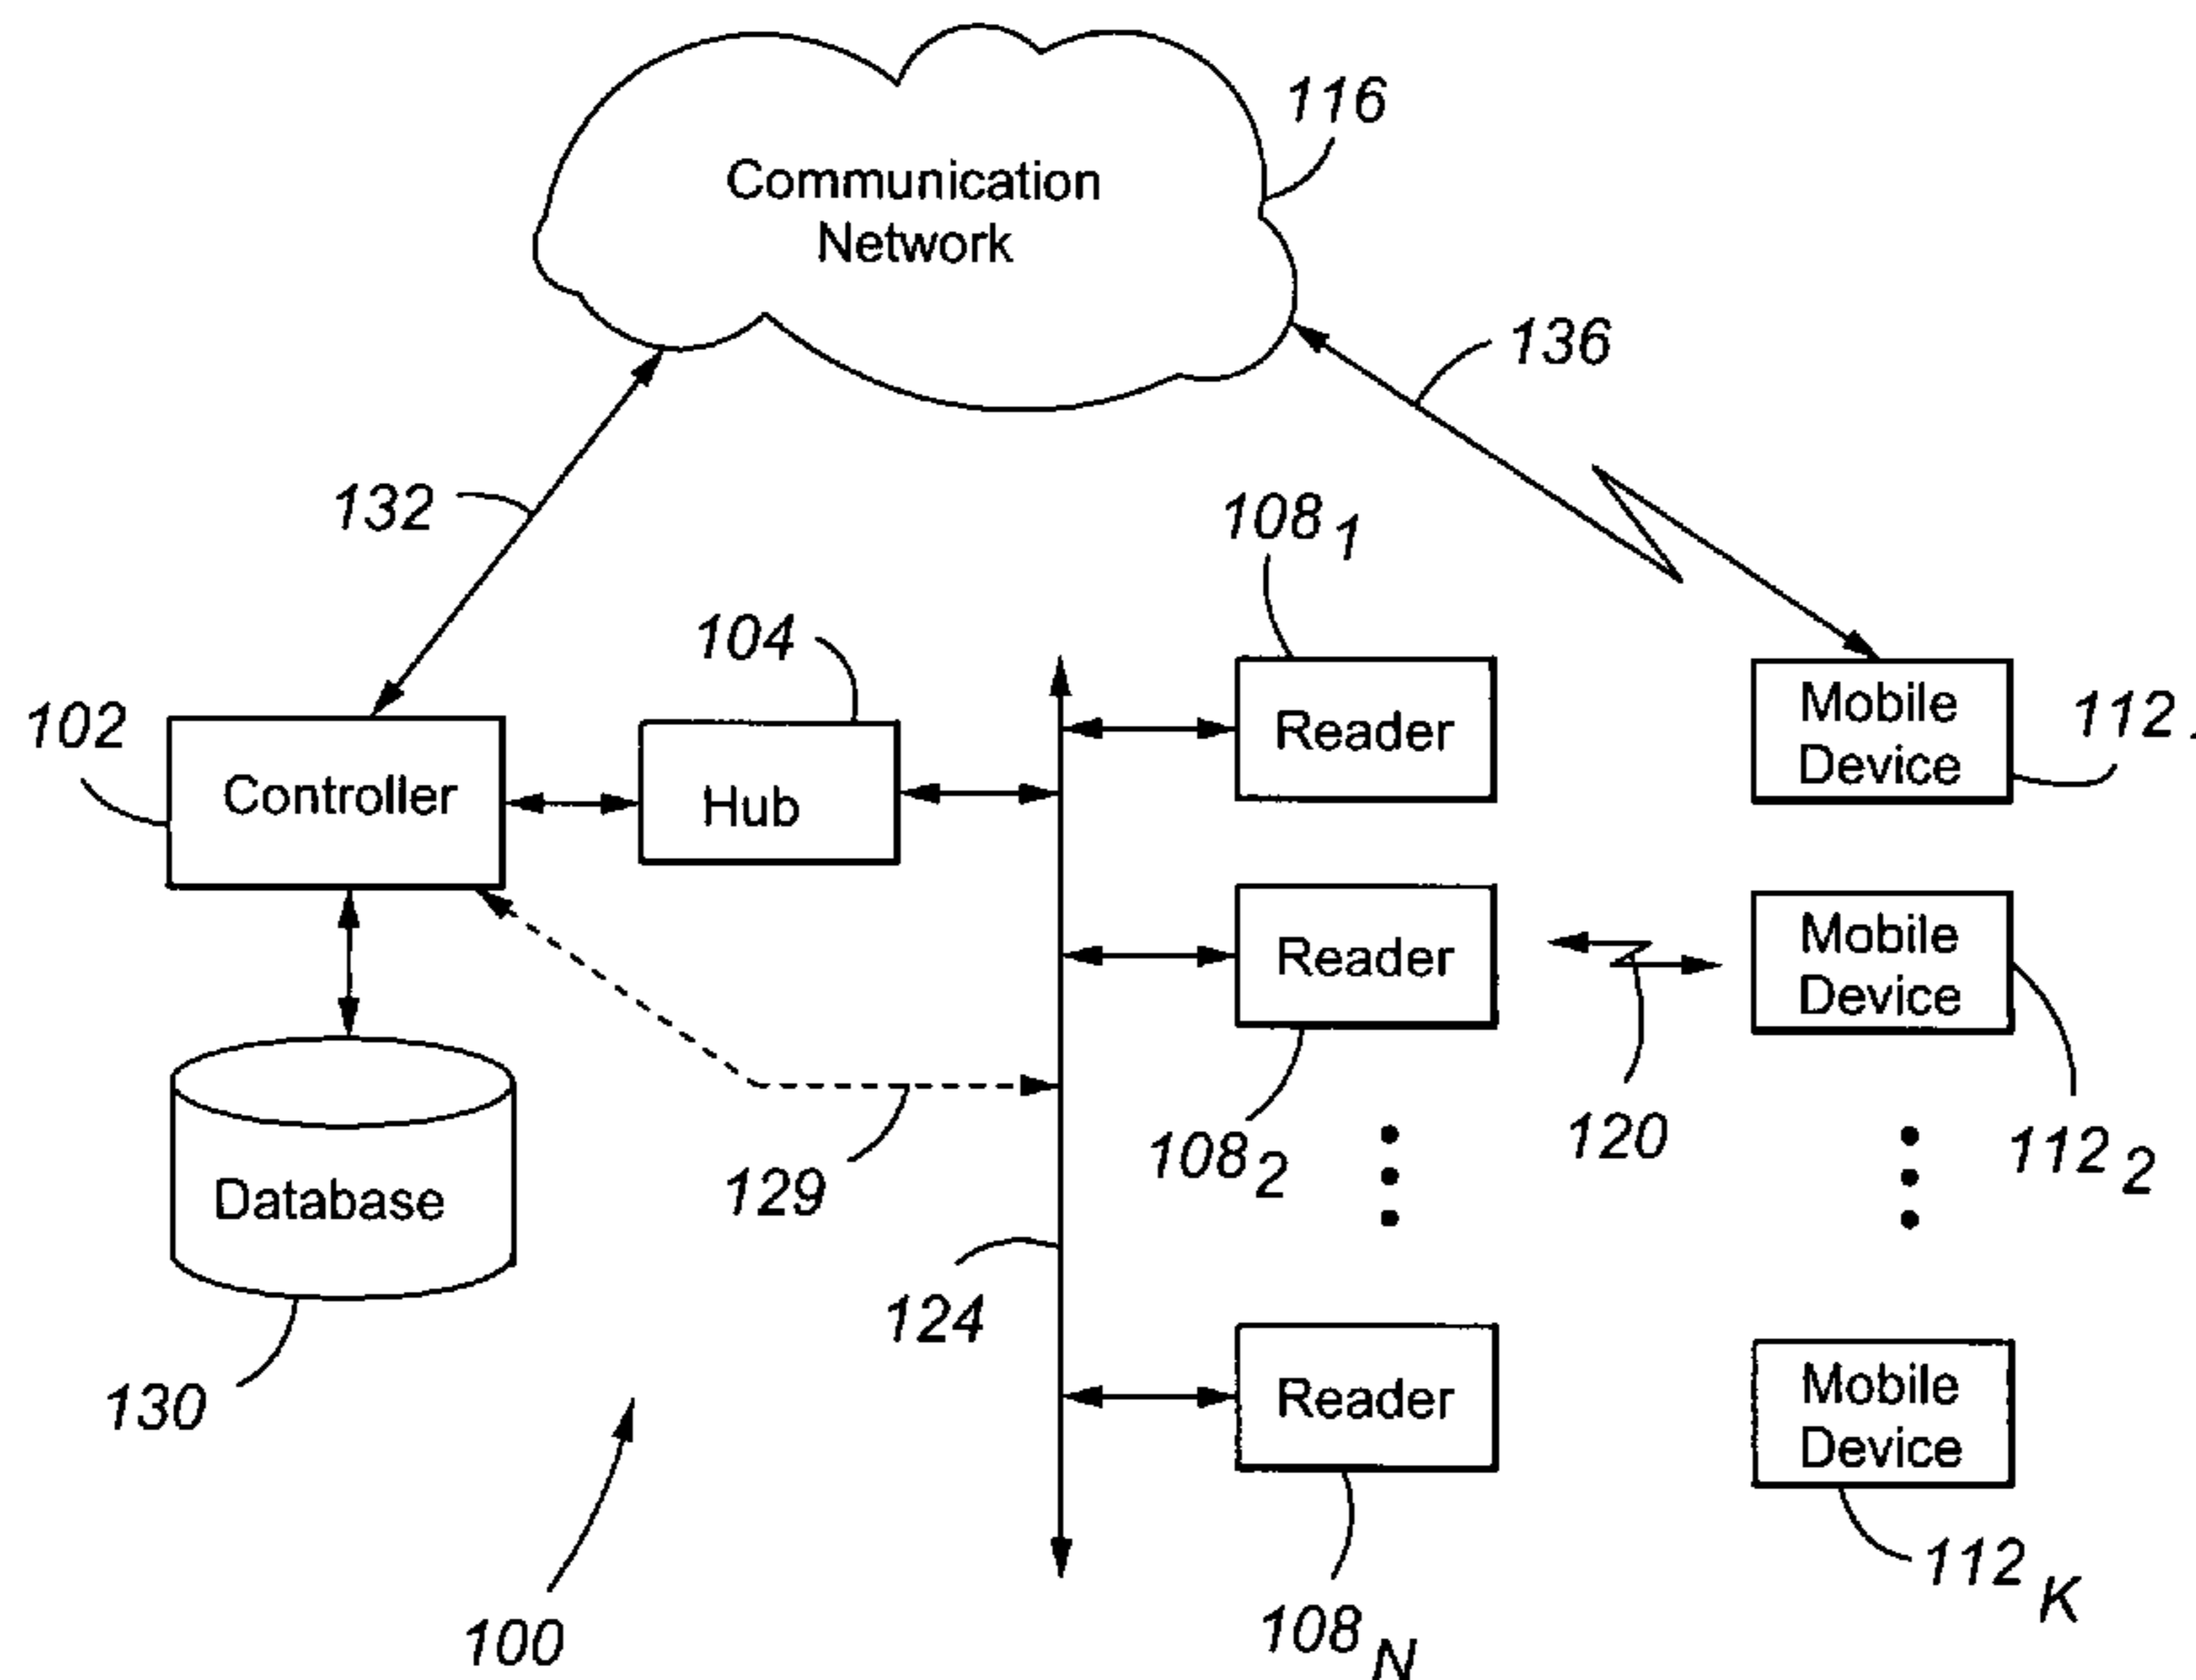 116
Communication
Network
136
132
108 1
104
102
Controller
Hub
Reader
Mobile
Device
112
Reader
Mobile
Device
120
108 2
112 2
129
Database
124
130
Reader
Mobile
Device
112 K
100
108 N